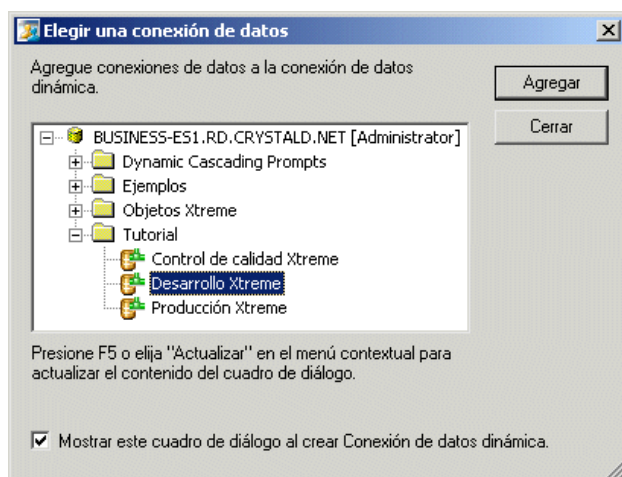 Elegir una conexión de datos
Agregue conexiones de datos a la conexión de datos
dinámica.
Agregar
Cerrar
BUSINESS-ES1.RD.CRYSTALD.NET [Administrator]
Dynamic Cascading Prompts
Ejemplos
Objetos Xtreme
Tutorial
Control de calidad Xtreme
Desarrollo Xtreme
Producción Xtreme
Presione F5 o elija "Actualizar" en el menú contextual para
actualizar el contenido del cuadro de diálogo.
Mostrar este cuadro de diálogo al crear Conexión de datos dinámica.